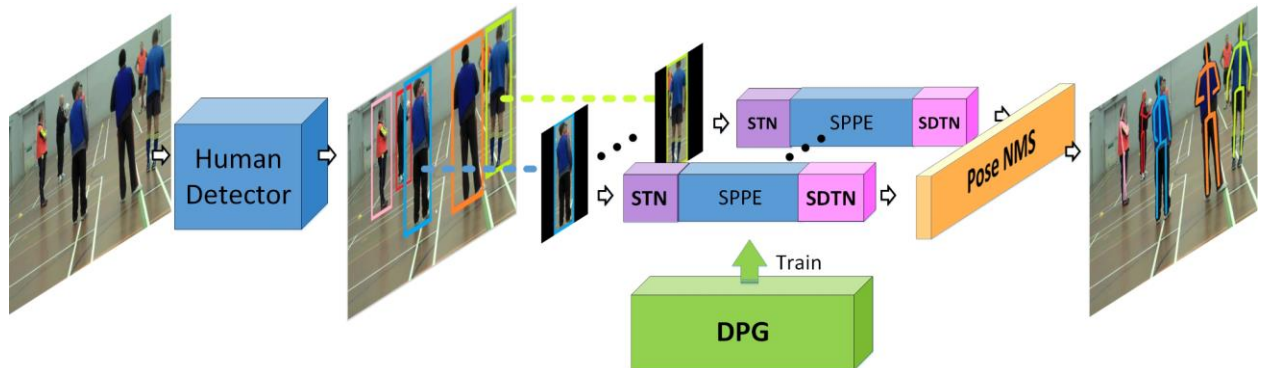 Human
Detector
STN
SPPE
SDTN
STN
SPPE
SDTN
Pose NMS
Train
DPG